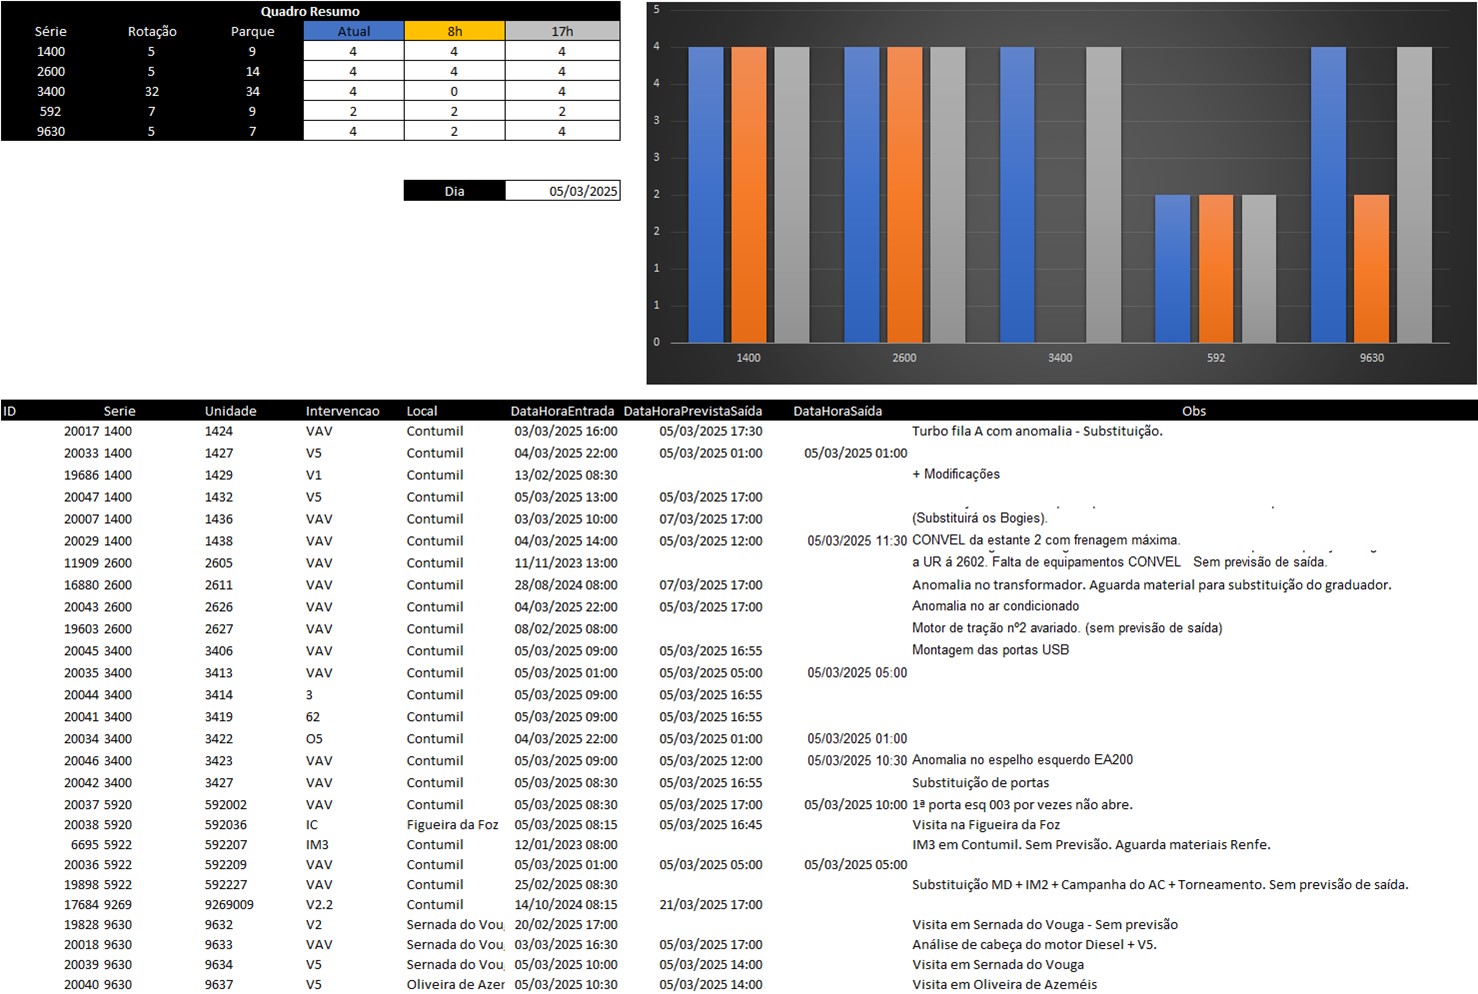 Quadro Resumo
Série Rotação Parque Atual 8h 17h
1400 5 9 4 4 4
2600 5 14 4 4 4
3400 32 34 4 0 4
592 7 9 2 2 2
9630 5 7 4 2 4
Dia 05/03/2025
5
4
4
3
3
2
2
1
1
0
1400 2600 3400 592 9630
ID Serie Unidade Intervencao Local DataHoraEntrada DataHoraPrevistaSaída DataHoraSaída Obs
20017 1400 1424 VAV Contumil 03/03/2025 16:00 05/03/2025 17:30 Turbo fila A com anomalia - Substituição.
20033 1400 1427 V5 Contumil 04/03/2025 22:00 05/03/2025 01:00 05/03/2025 01:00
19686 1400 1429 V1 Contumil 13/02/2025 08:30 + Modificações
20047 1400 1432 V5 Contumil 05/03/2025 13:00 05/03/2025 17:00
20007 1400 1436 VAV Contumil 03/03/2025 10:00 07/03/2025 17:00 (Substituirá os Bogies).
20029 1400 1438 VAV Contumil 04/03/2025 14:00 05/03/2025 12:00 05/03/2025 11:30 CONVEL da estante 2 com frenagem máxima.
11909 2600 2605 VAV Contumil 11/11/2023 13:00 a UR á 2602. Falta de equipamentos CONVEL Sem previsão de saída.
16880 2600 2611 VAV Contumil 28/08/2024 08:00 07/03/2025 17:00 Anomalia no transformador. Aguarda material para substituição do graduador.
20043 2600 2626 VAV Contumil 04/03/2025 22:00 05/03/2025 17:00 Anomalia no ar condicionado
19603 2600 2627 VAV Contumil 08/02/2025 08:00 Motor de tração nº2 avariado. (sem previsão de saída)
20045 3400 3406 VAV Contumil 05/03/2025 09:00 05/03/2025 16:55 Montagem das portas USB
20035 3400 3413 VAV Contumil 05/03/2025 01:00 05/03/2025 05:00 05/03/2025 05:00
20044 3400 3414 3 Contumil 05/03/2025 09:00 05/03/2025 16:55
20041 3400 3419 62 Contumil 05/03/2025 09:00 05/03/2025 16:55
20034 3400 3422 O5 Contumil 04/03/2025 22:00 05/03/2025 01:00 05/03/2025 01:00
20046 3400 3423 VAV Contumil 05/03/2025 09:00 05/03/2025 12:00 05/03/2025 10:30 Anomalia no espelho esquerdo EA200
20042 3400 3427 VAV Contumil 05/03/2025 08:30 05/03/2025 16:55 Substituição de portas
20037 5920 592002 VAV Contumil 05/03/2025 08:30 05/03/2025 17:00 05/03/2025 10:00 1ª porta esq 003 por vezes não abre.
20038 5920 592036 IC Figueira da Foz 05/03/2025 08:15 05/03/2025 16:45 Visita na Figueira da Foz
6695 5922 592207 IM3 Contumil 12/01/2023 08:00 IM3 em Contumil. Sem Previsão. Aguarda materiais Renfe.
20036 5922 592209 VAV Contumil 05/03/2025 01:00 05/03/2025 05:00 05/03/2025 05:00
19898 5922 592227 VAV Contumil 25/02/2025 08:30 Substituição MD + IM2 + Campanha do AC + Torneamento. Sem previsão de saída.
17684 9269 9269009 V2.2 Contumil 14/10/2024 08:15 21/03/2025 17:00
19828 9630 9632 V2 Sernada do Vou 20/02/2025 17:00 Visita em Sernada do Vouga - Sem previsão
20018 9630 9633 VAV Sernada do Vou 03/03/2025 16:30 05/03/2025 17:00 Análise de cabeça do motor Diesel + V5.
20039 9630 9634 V5 Sernada do Vou 05/03/2025 10:00 05/03/2025 14:00 Visita em Sernada do Vouga
20040 9630 9637 V5 Oliveira de Azer 05/03/2025 10:30 05/03/2025 14:00 Visita em Oliveira de Azeméis